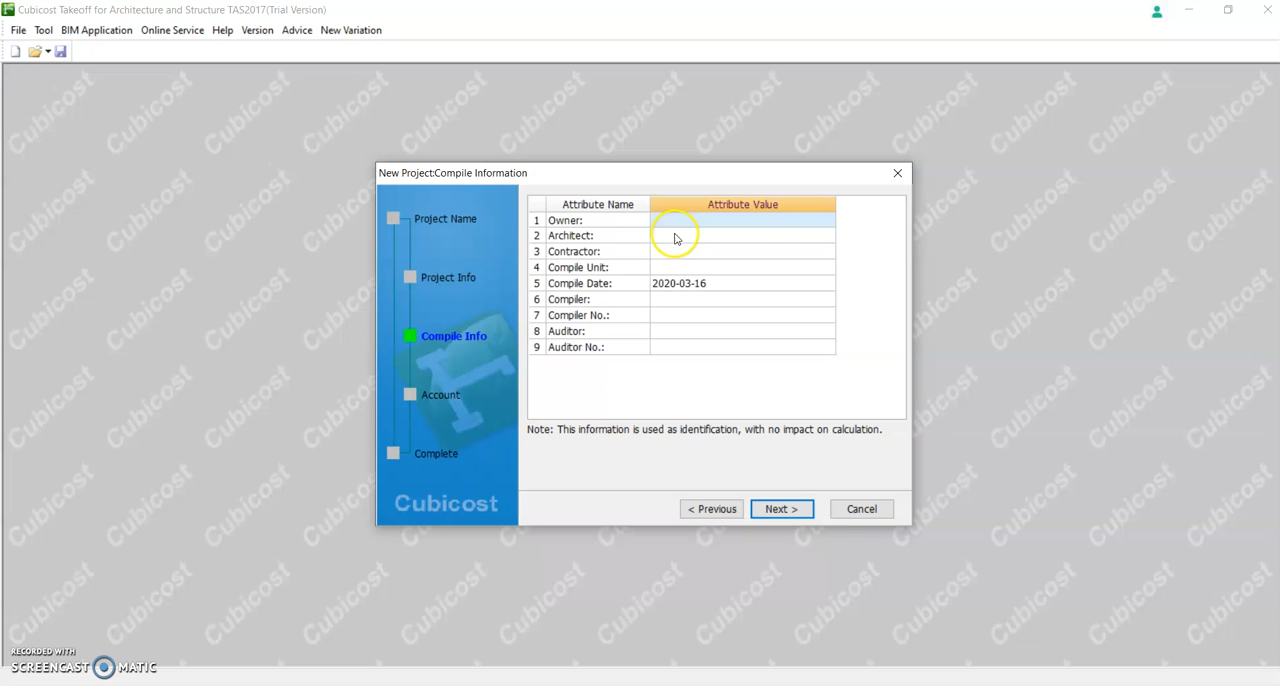 Cubicost Takeoff for Architecture and Structure TAS2017(Trial Version)
File Tool BIM Application Online Service Help Version Advice New Variation
New Project:Compile Information
Project Name
Project Info
Compile Info
Account
Complete
Cubicost
Attribute Name Attribute Value
1 Owner:
2 Architect:
3 Contractor:
4 Compile Unit:
5 Compile Date: 2020-03-16
6 Compiler:
7 Compiler No.:
8 Auditor:
9 Auditor No.:
Note: This information is used as identification, with no impact on calculation.
< Previous Next > Cancel
RECORDED WITH
SCREENCAST MATIC